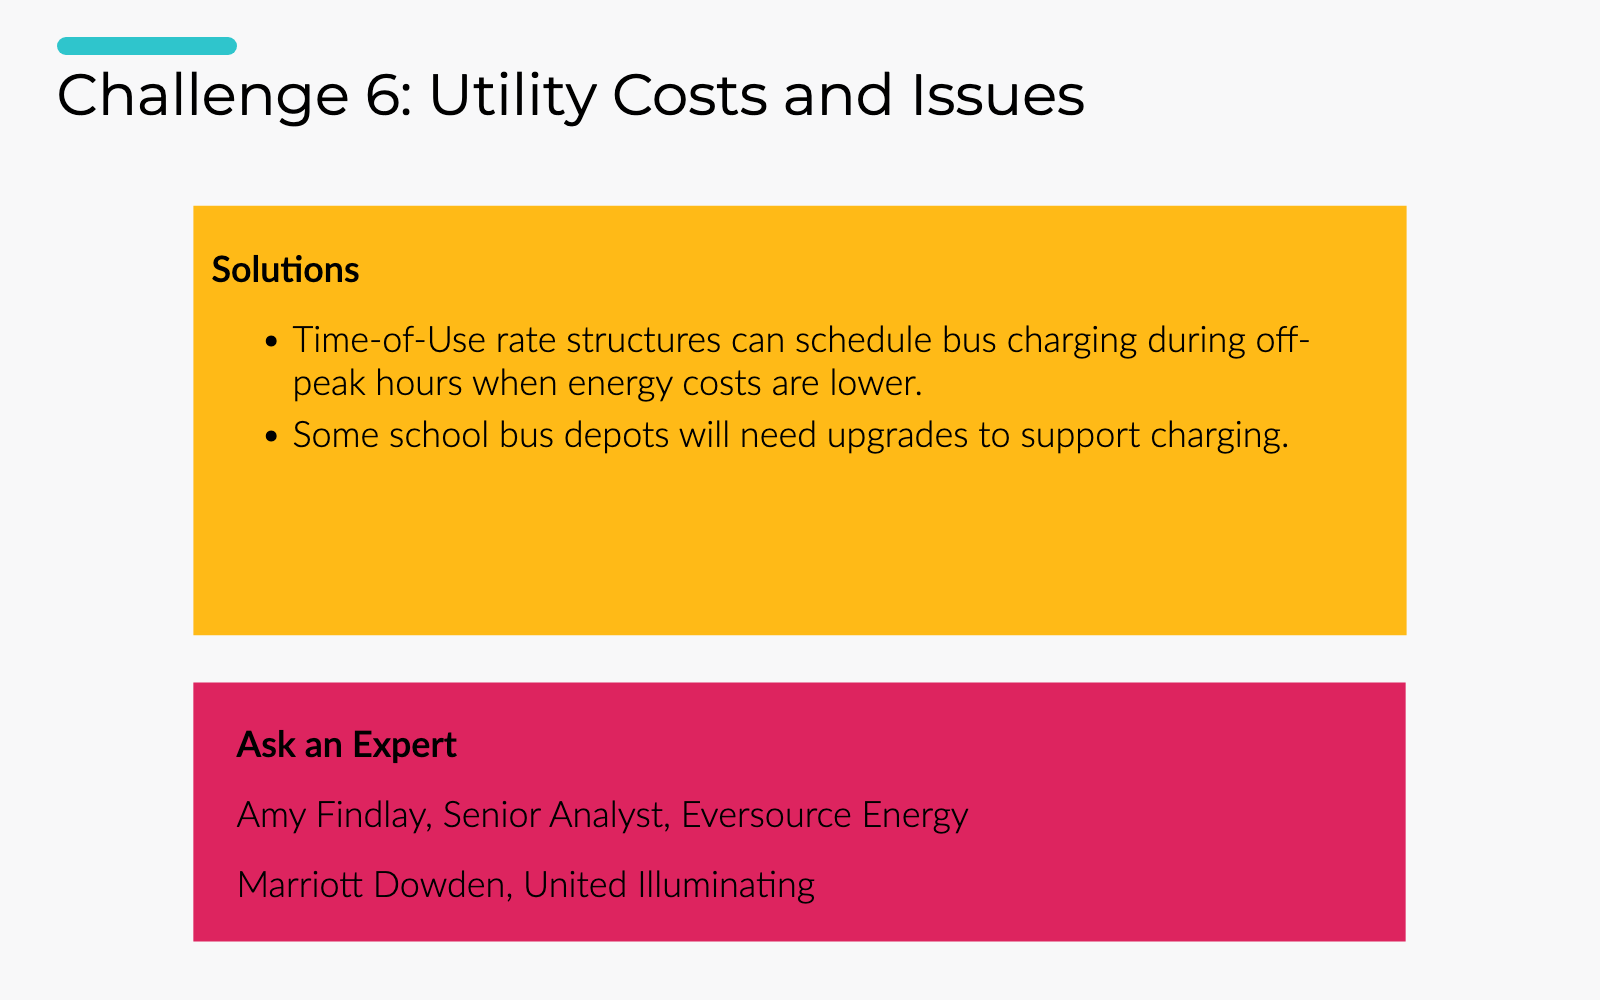 Challenge 6: Utility Costs and Issues
Solutions
• Time-of-Use rate structures can schedule bus charging during off-
peak hours when energy costs are lower.
• Some school bus depots will need upgrades to support charging.
Ask an Expert
Amy Findlay, Senior Analyst, Eversource Energy
Marriott Dowden, United Illuminating